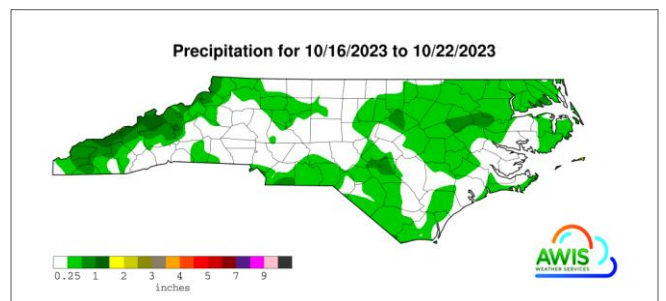 Precipitation for 10/16/2023 to 10/22/2023
0.25 1 2 3 4 5 7 9
inches
AWIS
WEATHER SERVICES